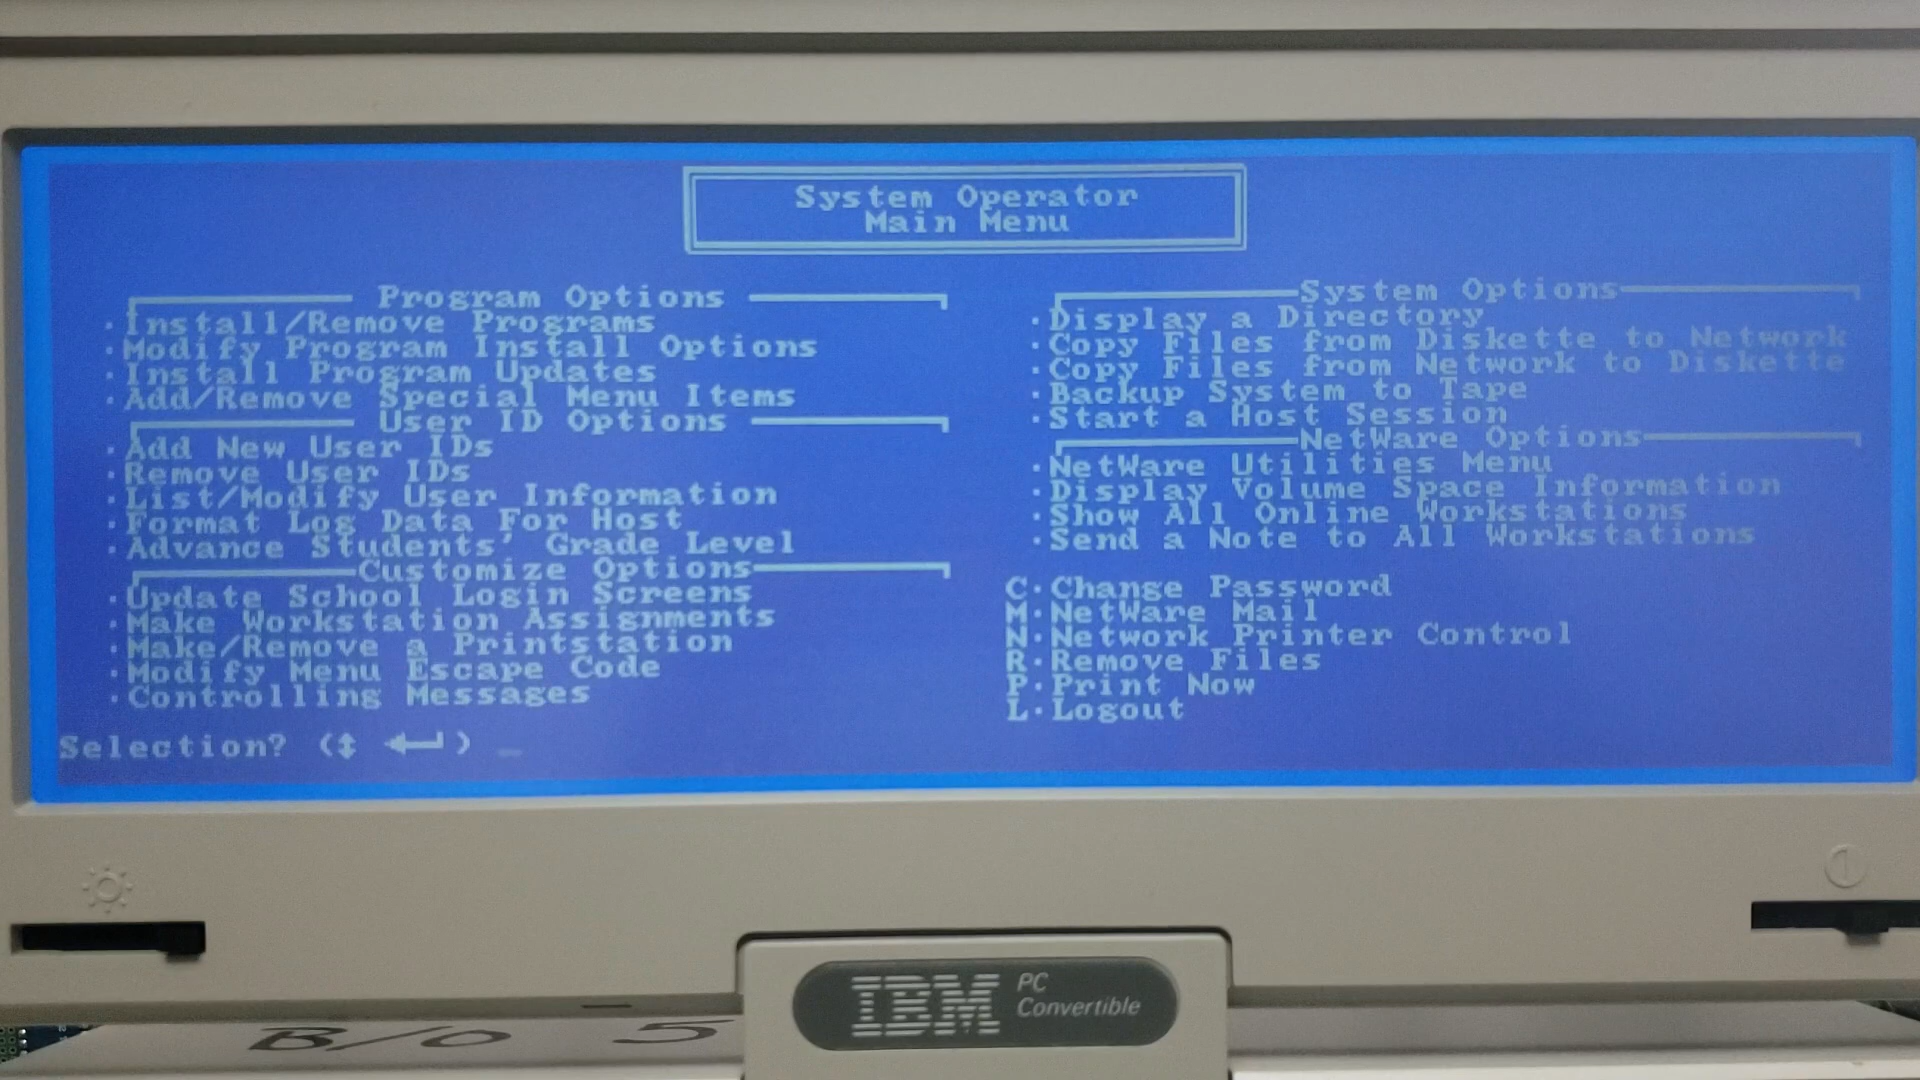 System Operator
Main Menu
Program Options
· Install/Remove Programs
· Modify Program Install Options
· Install Program Updates
· Add/Remove Special Menu Items
User ID Options
· Add New User IDs
· Remove User IDs
· List/Modify User Information
· Format Log Data For Host
· Advance Students' Grade Level
Customize Options
· Update School Login Screens
· Make Workstation Assignments
· Make/Remove a Printstation
· Modify Menu Escape Code
· Controlling Messages
System Options
· Display a Directory
· Copy Files from Diskette to Network
· Copy Files from Network to Diskette
· Backup System to Tape
· Start a Host Session
NetWare Options
· NetWare Utilities Menu
· Display Volume Space Information
· Show All Online Workstations
· Send a Note to All Workstations
C· Change Password
M· NetWare Mail
N· Network Printer Control
R· Remove Files
P· Print Now
L· Logout
Selection? (↕ ←┘) _
IBM PC
Convertible
B/o 5